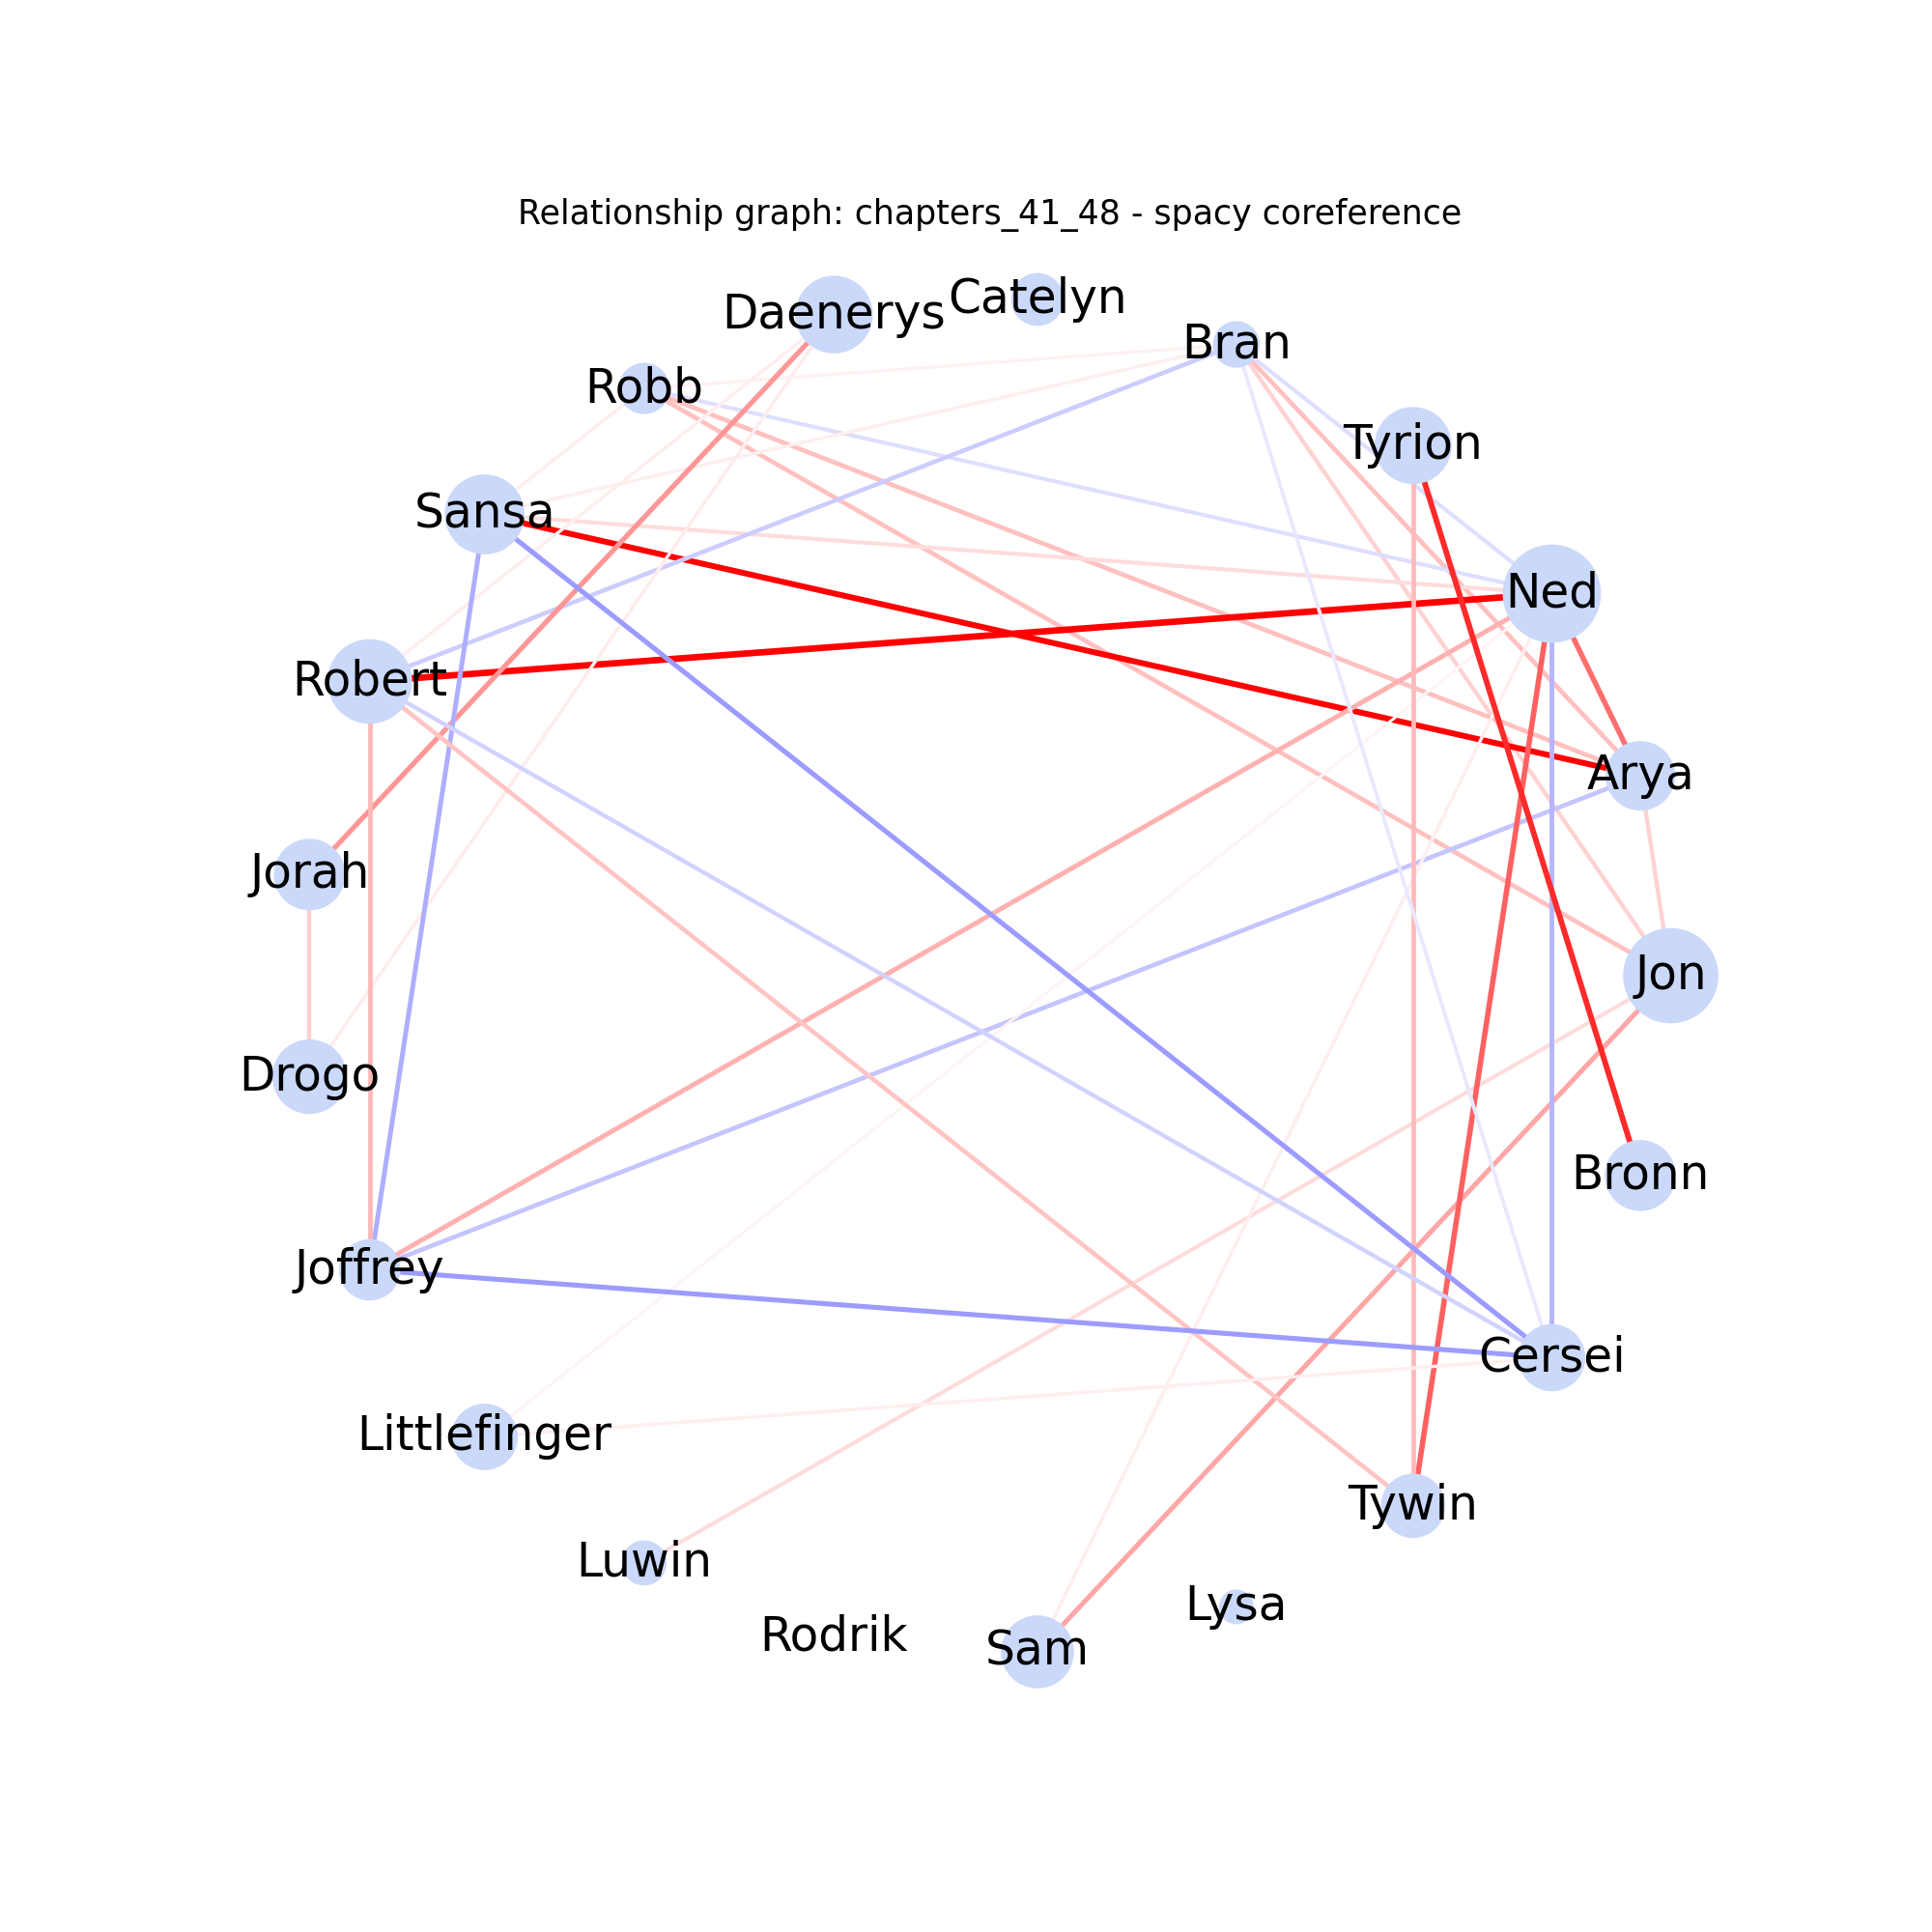 Relationship graph: chapters_41_48 - spacy coreference
Catelyn
Daenerys
Bran
Robb
Tyrion
Sansa
Ned
Robert
Arya
Jorah
Jon
Drogo
Bronn
Joffrey
Cersei
Littlefinger
Tywin
Luwin
Lysa
Rodrik
Sam